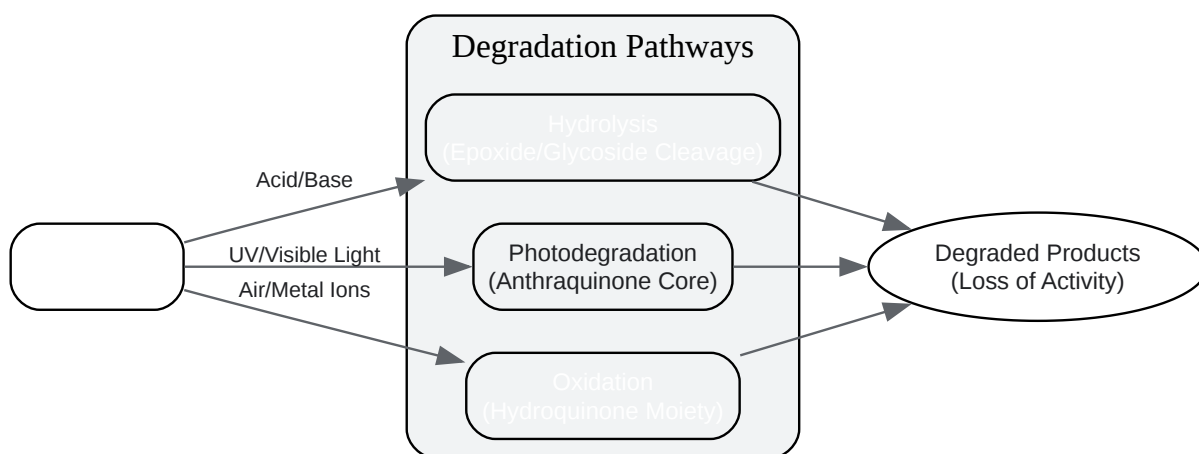 Degradation Pathways
Hydrolysis
(Epoxide/Glycoside Cleavage)
Acid/Base
UV/Visible Light
Air/Metal Ions
Photodegradation
(Anthraquinone Core)
Oxidation
(Hydroquinone Moiety)
Degraded Products
(Loss of Activity)